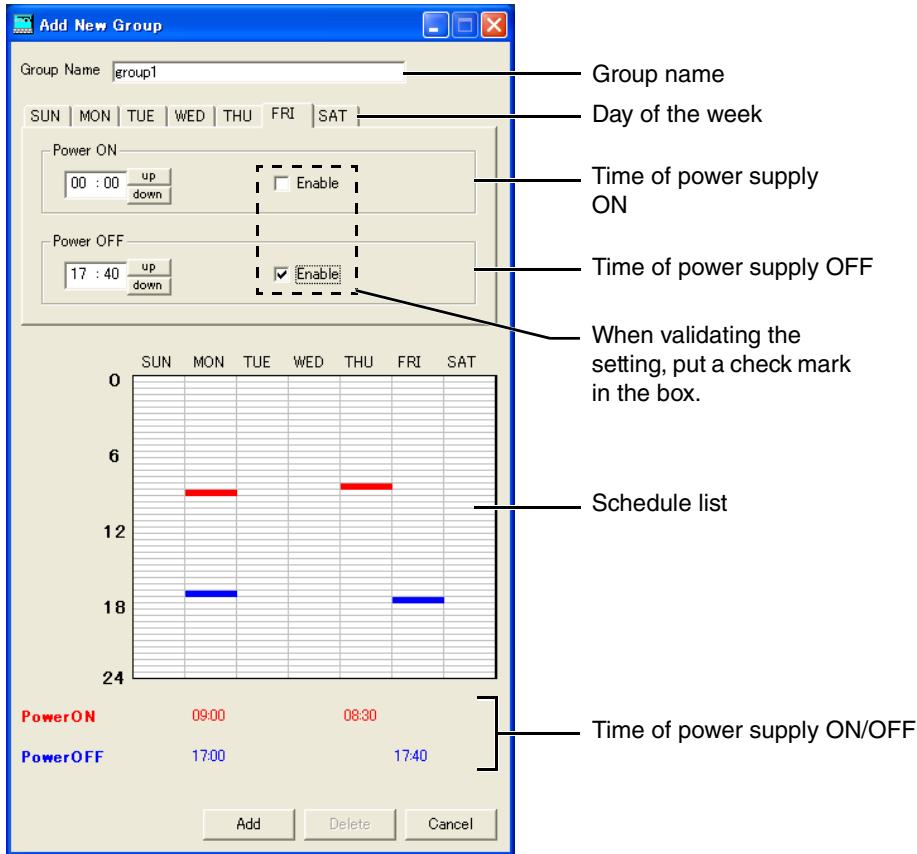 Add New Group
Group Name group1
Group name
SUN MON TUE WED THU FRI SAT
Day of the week
Power ON
00 : 00 up
down
Enable
Time of power supply
ON
Power OFF
17 : 40 up
down
Enable
Time of power supply OFF
When validating the
setting, put a check mark
in the box.
SUN MON TUE WED THU FRI SAT
0
6
12
18
24
Schedule list
PowerON 09:00 08:30
PowerOFF 17:00 17:40
Time of power supply ON/OFF
Add Delete Cancel